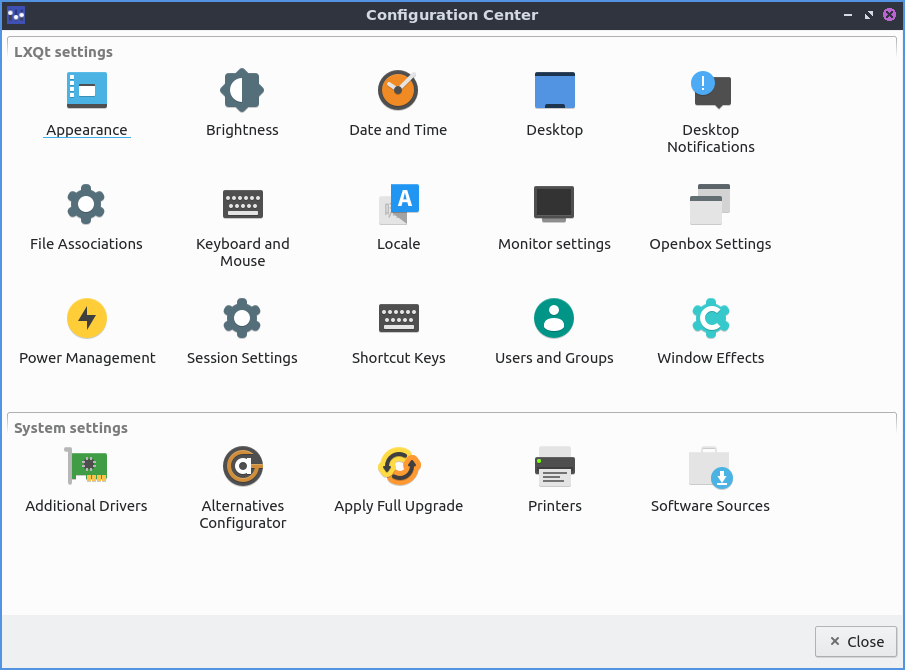 Configuration Center
LXQt settings
Appearance
Brightness
Date and Time
Desktop
Desktop
Notifications
File Associations
Keyboard and
Mouse
A
Locale
Monitor settings
Openbox Settings
Power Management
Session Settings
Shortcut Keys
Users and Groups
Window Effects
System settings
Additional Drivers
Alternatives
Configurator
Apply Full Upgrade
Printers
Software Sources
Close